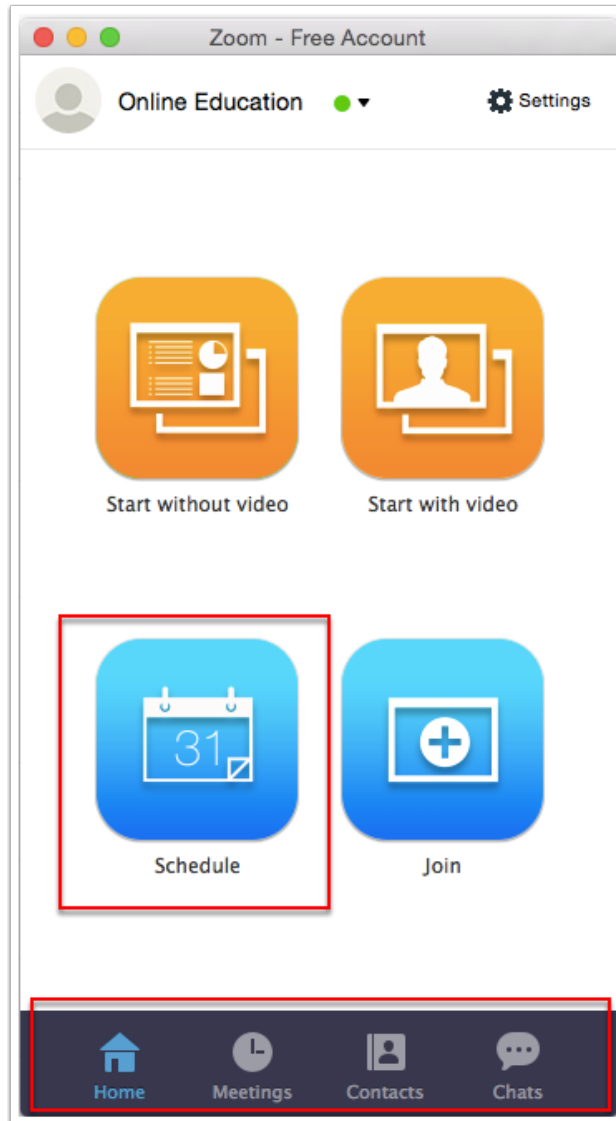 Zoom - Free Account
Online Education
Settings
Start without video
Start with video
31
Schedule
Join
Home
Meetings
Contacts
Chats